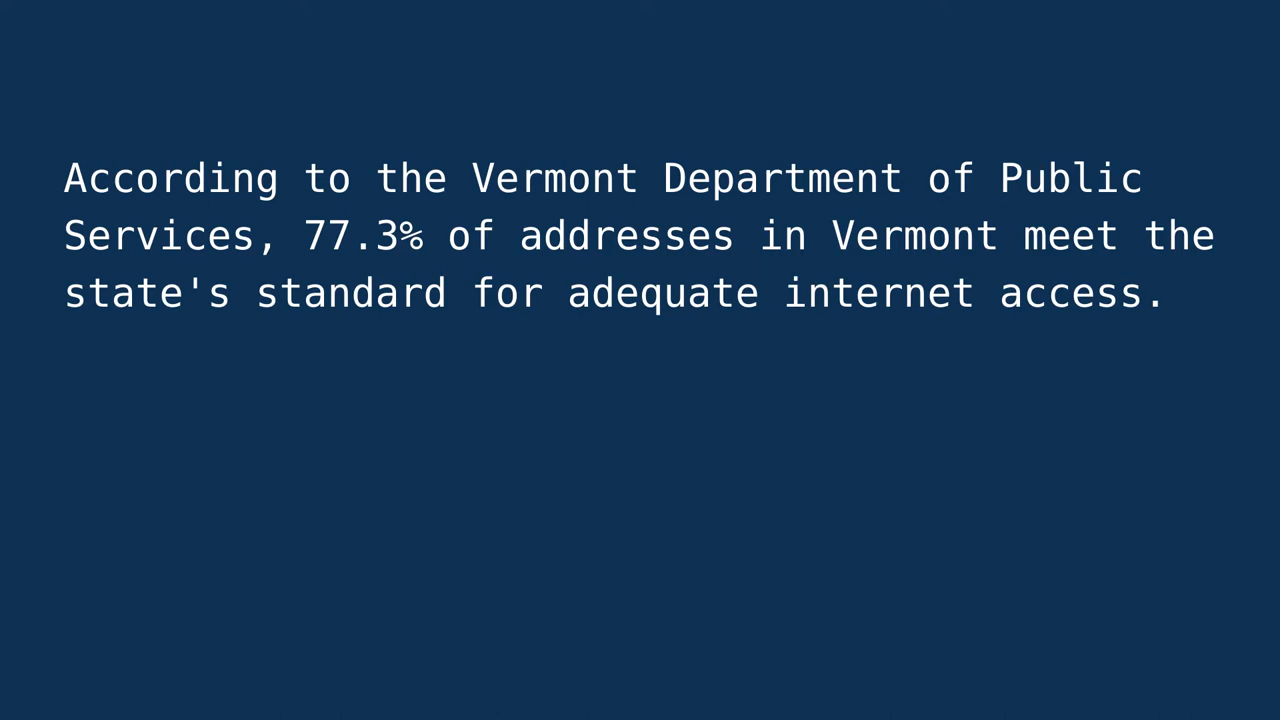 According to the Vermont Department of Public
Services, 77.3% of addresses in Vermont meet the
state's standard for adequate internet access.